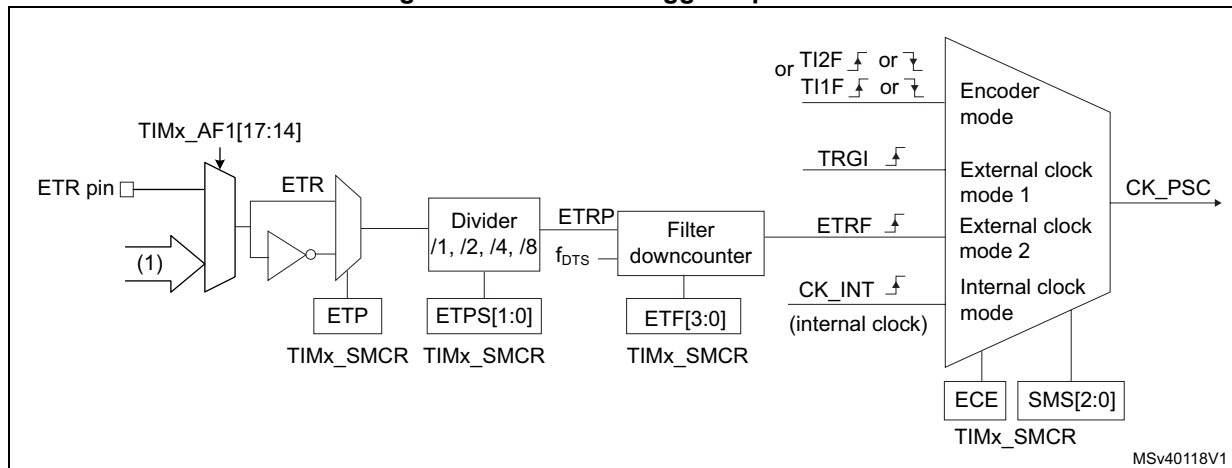 or TI2F or
TI1F or
Encoder
mode
TIMx_AF1[17:14]
ETR pin
ETR
(1)
ETP
TIMx_SMCR
Divider
/1, /2, /4, /8
ETPS[1:0]
TIMx_SMCR
ETRP
fDTS
Filter
downcounter
ETF[3:0]
TIMx_SMCR
TRGI
External clock
mode 1
ETRF
External clock
mode 2
CK_INT
(internal clock)
Internal clock
mode
CK_PSC
ECE
SMS[2:0]
TIMx_SMCR
MSv40118V1